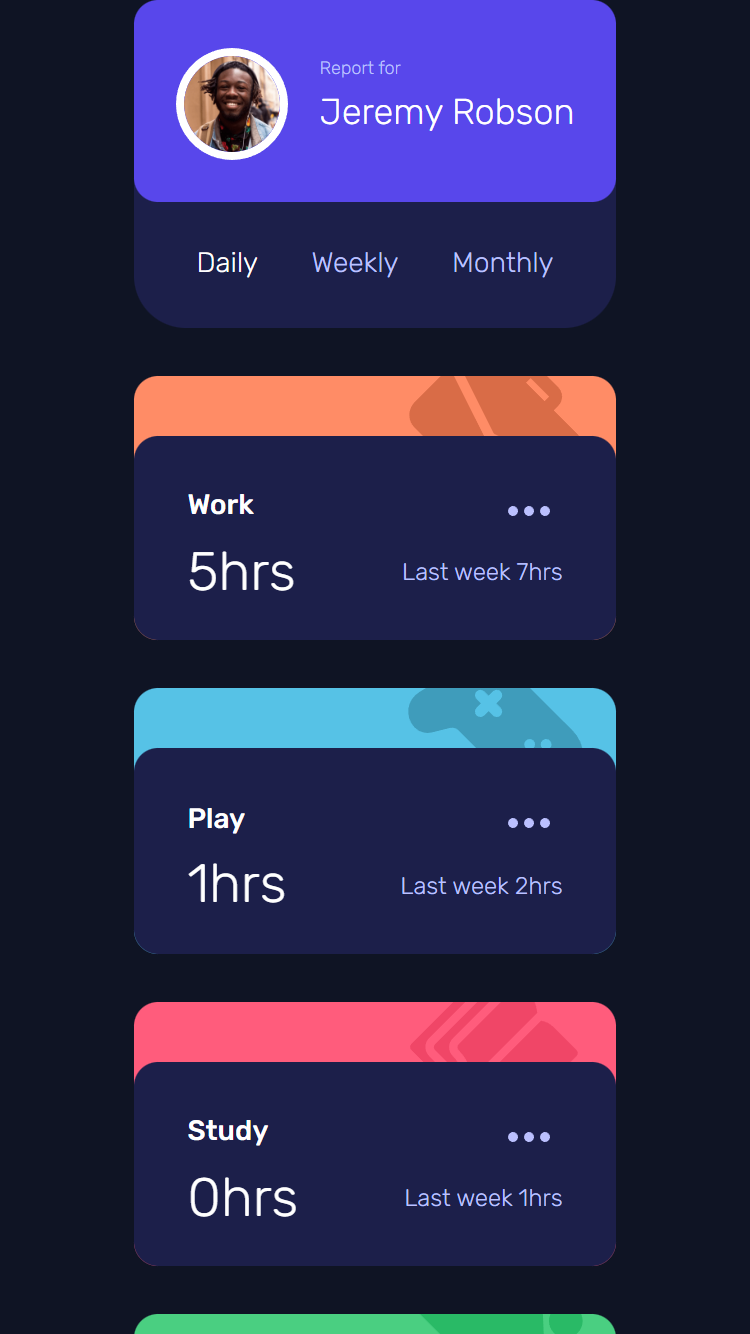 Report for
Jeremy Robson
Daily Weekly Monthly
Work
5hrs
Last week 7hrs
Play
1hrs
Last week 2hrs
Study
0hrs
Last week 1hrs